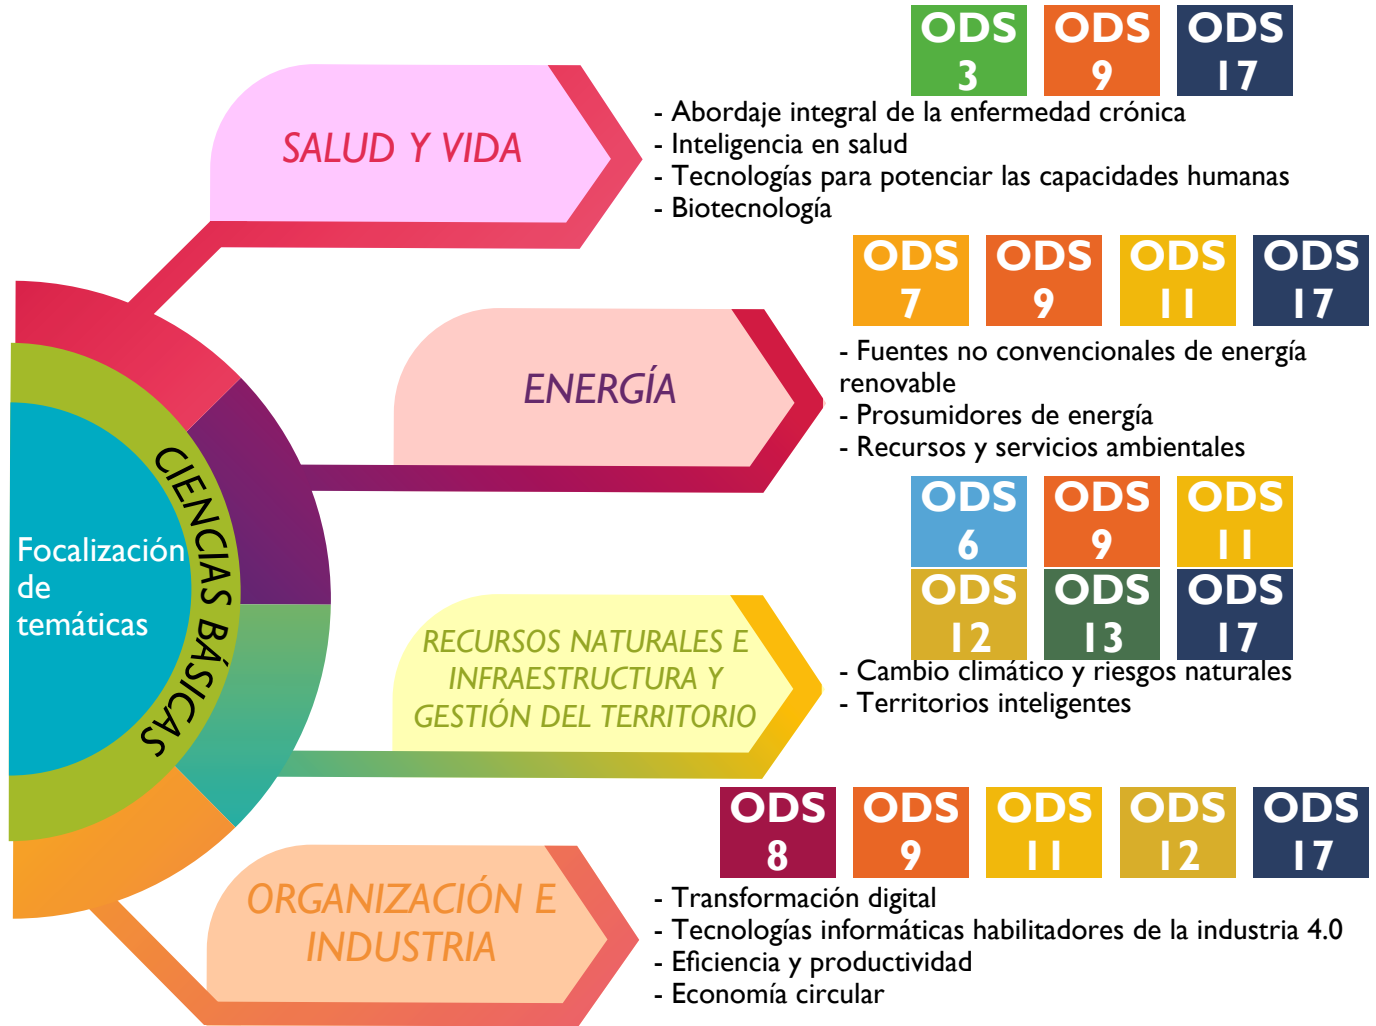 Focalización
de
temáticas
CIENCIAS BÁSICAS
SALUD Y VIDA
ODS
3
ODS
9
ODS
17
- Abordaje integral de la enfermedad crónica
- Inteligencia en salud
- Tecnologías para potenciar las capacidades humanas
- Biotecnología
ENERGÍA
ODS
7
ODS
9
ODS
11
ODS
17
- Fuentes no convencionales de energía
renovable
- Prosumidores de energía
- Recursos y servicios ambientales
RECURSOS NATURALES E
INFRAESTRUCTURA Y
GESTIÓN DEL TERRITORIO
ODS
6
ODS
9
ODS
11
ODS
12
ODS
13
ODS
17
- Cambio climático y riesgos naturales
- Territorios inteligentes
ORGANIZACIÓN E
INDUSTRIA
ODS
8
ODS
9
ODS
11
ODS
12
ODS
17
- Transformación digital
- Tecnologías informáticas habilitadores de la industria 4.0
- Eficiencia y productividad
- Economía circular